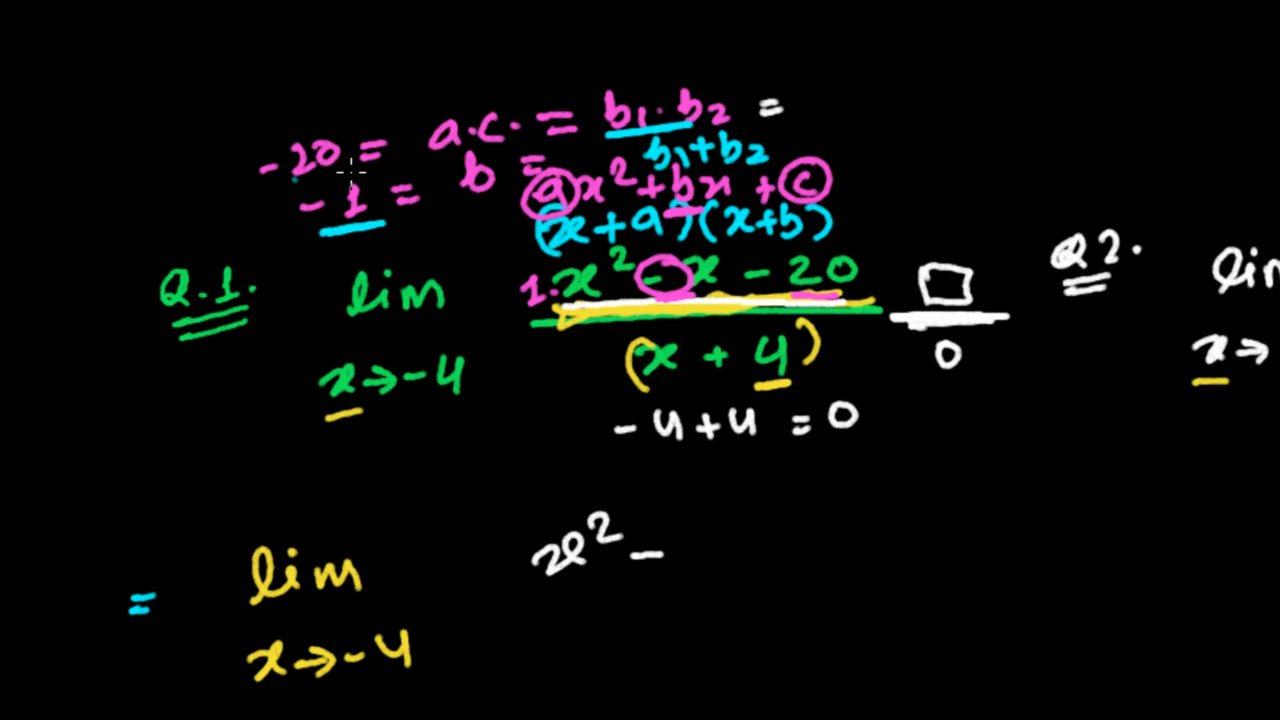 -20 = a.c. = b₁.b₂ =
-1 = b = b₁+b₂
ax²+bx+c
(x+a)(x+b)
Q.1. lim 1.x² - x - 20 □ Q2. lim
x→-4 (x+4) 0 x→
-4+4 = 0
= lim x² -
x→-4